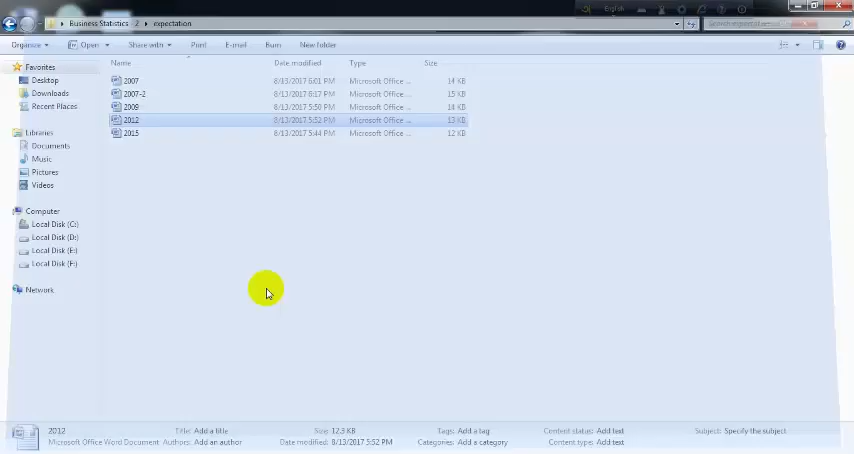 English
Business Statistics 2 expectation
Organize Open Share with Print E-mail Burn New folder
Name Date modified Type Size
Favorites
Desktop
Downloads
Recent Places
Libraries
Documents
Music
Pictures
Videos
Computer
Local Disk (C:)
Local Disk (D:)
Local Disk (E:)
Local Disk (F:)
Network
2007 8/13/2017 6:01 PM Microsoft Office ... 14 KB
2007-2 8/13/2017 6:17 PM Microsoft Office ... 15 KB
2009 8/13/2017 5:50 PM Microsoft Office ... 14 KB
2012 8/13/2017 5:52 PM Microsoft Office ... 13 KB
2015 8/13/2017 5:44 PM Microsoft Office ... 12 KB
2012 Title: Add a title Size: 12.3 KB Tags: Add a tag Content status: Add text Subject: Specify the subject
Microsoft Office Word Document Authors: Add an author Date modified: 8/13/2017 5:52 PM Categories: Add a category Content type: Add text